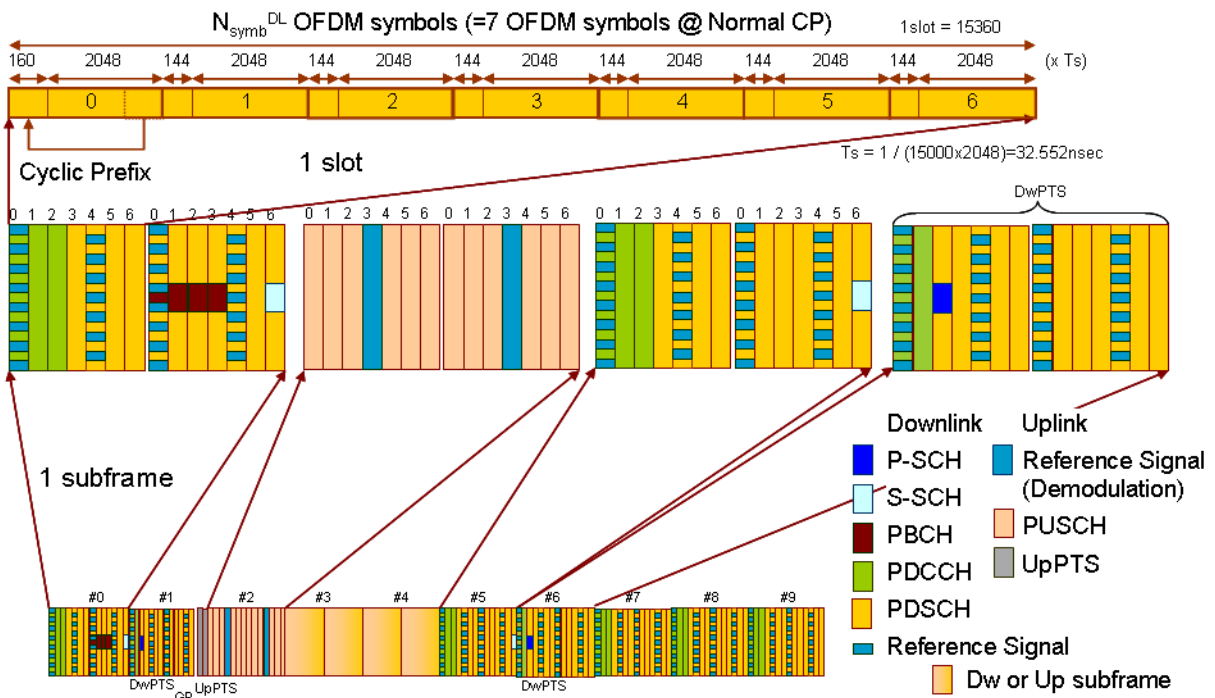 N_symb^DL OFDM symbols (=7 OFDM symbols @ Normal CP)
1slot = 15360
160 2048 144 2048 144 2048 144 2048 144 2048 144 2048 144 2048 (x Ts)
0 1 2 3 4 5 6
Cyclic Prefix
1 slot
Ts = 1 / (15000x2048)=32.552nsec
DwPTS
0 1 2 3 4 5 6 0 1 2 3 4 5 6 0 1 2 3 4 5 6 0 1 2 3 4 5 6 0 1 2 3 4 5 6 0 1 2 3 4 5 6
1 subframe
Downlink
P-SCH
S-SCH
PBCH
PDCCH
PDSCH
Reference Signal
Uplink
Reference Signal
(Demodulation)
PUSCH
UpPTS
Dw or Up subframe
#0 #1 #2 #3 #4 #5 #6 #7 #8 #9
DwPTS GP UpPTS DwPTS